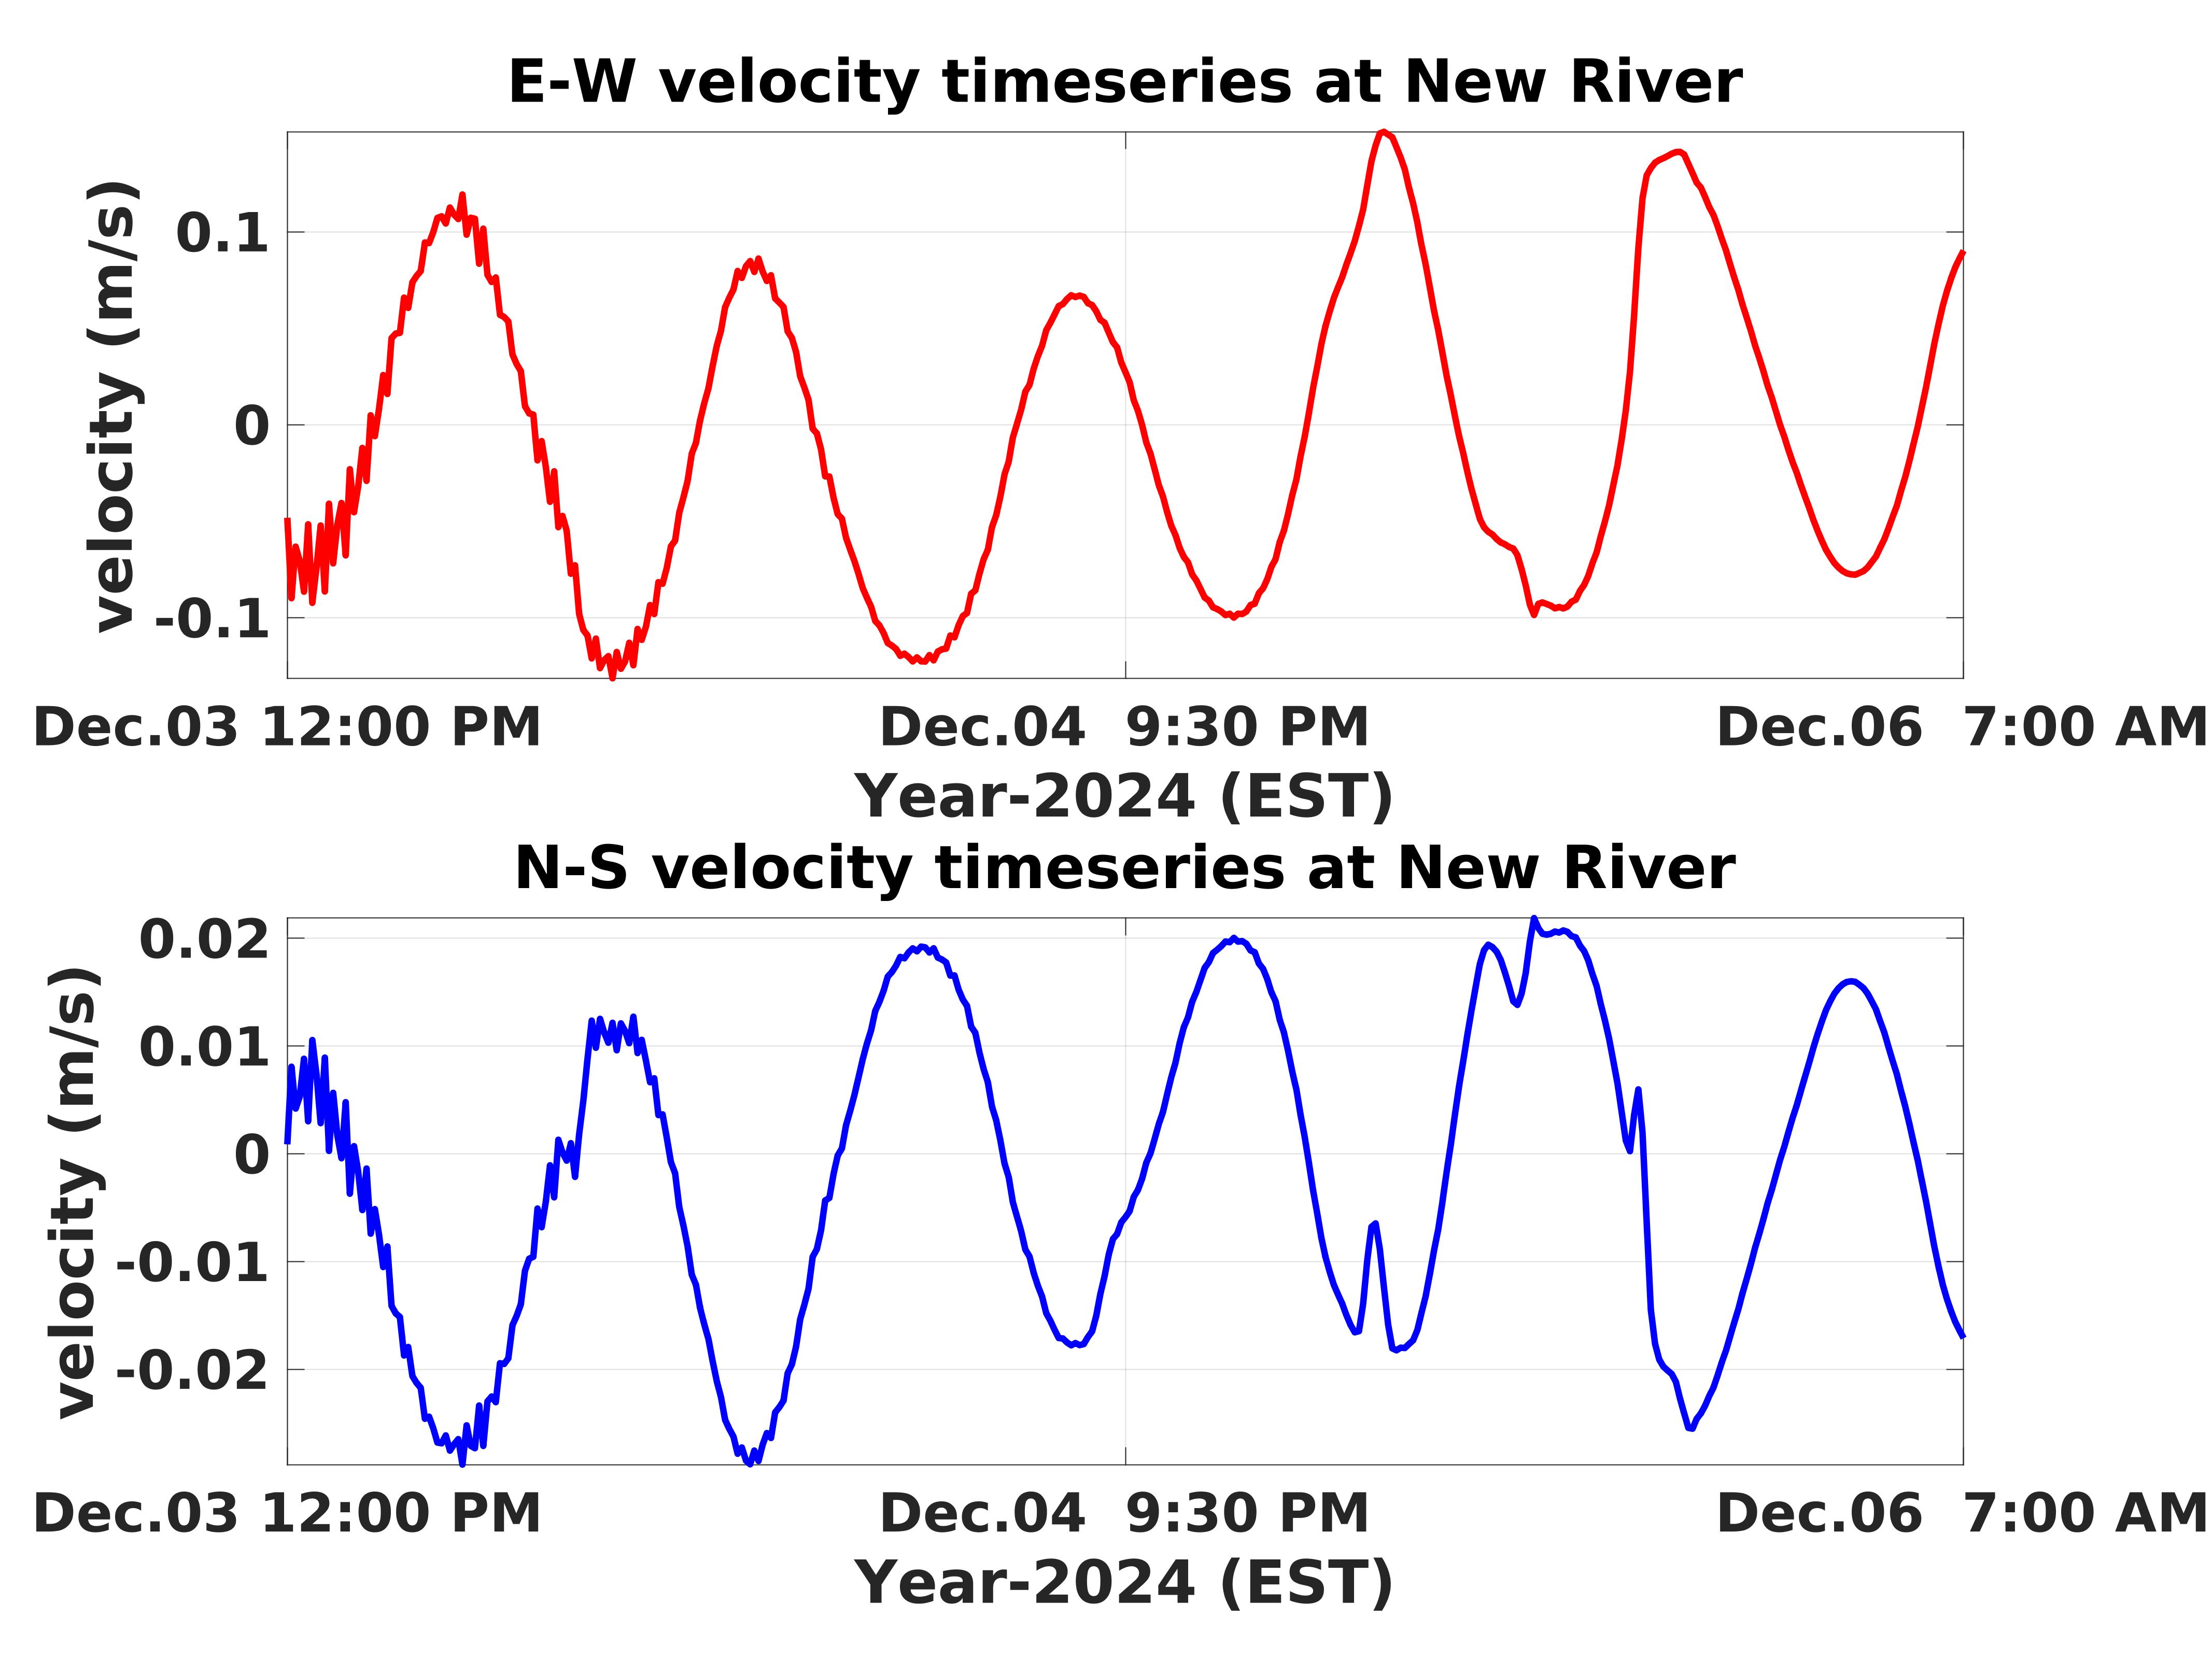 E-W velocity timeseries at New River
velocity (m/s)
0.1
0
-0.1
Dec.03 12:00 PM
Dec.04  9:30 PM
Dec.06  7:00 AM
Year-2024 (EST)
N-S velocity timeseries at New River
velocity (m/s)
0.02
0.01
0
-0.01
-0.02
Dec.03 12:00 PM
Dec.04  9:30 PM
Dec.06  7:00 AM
Year-2024 (EST)